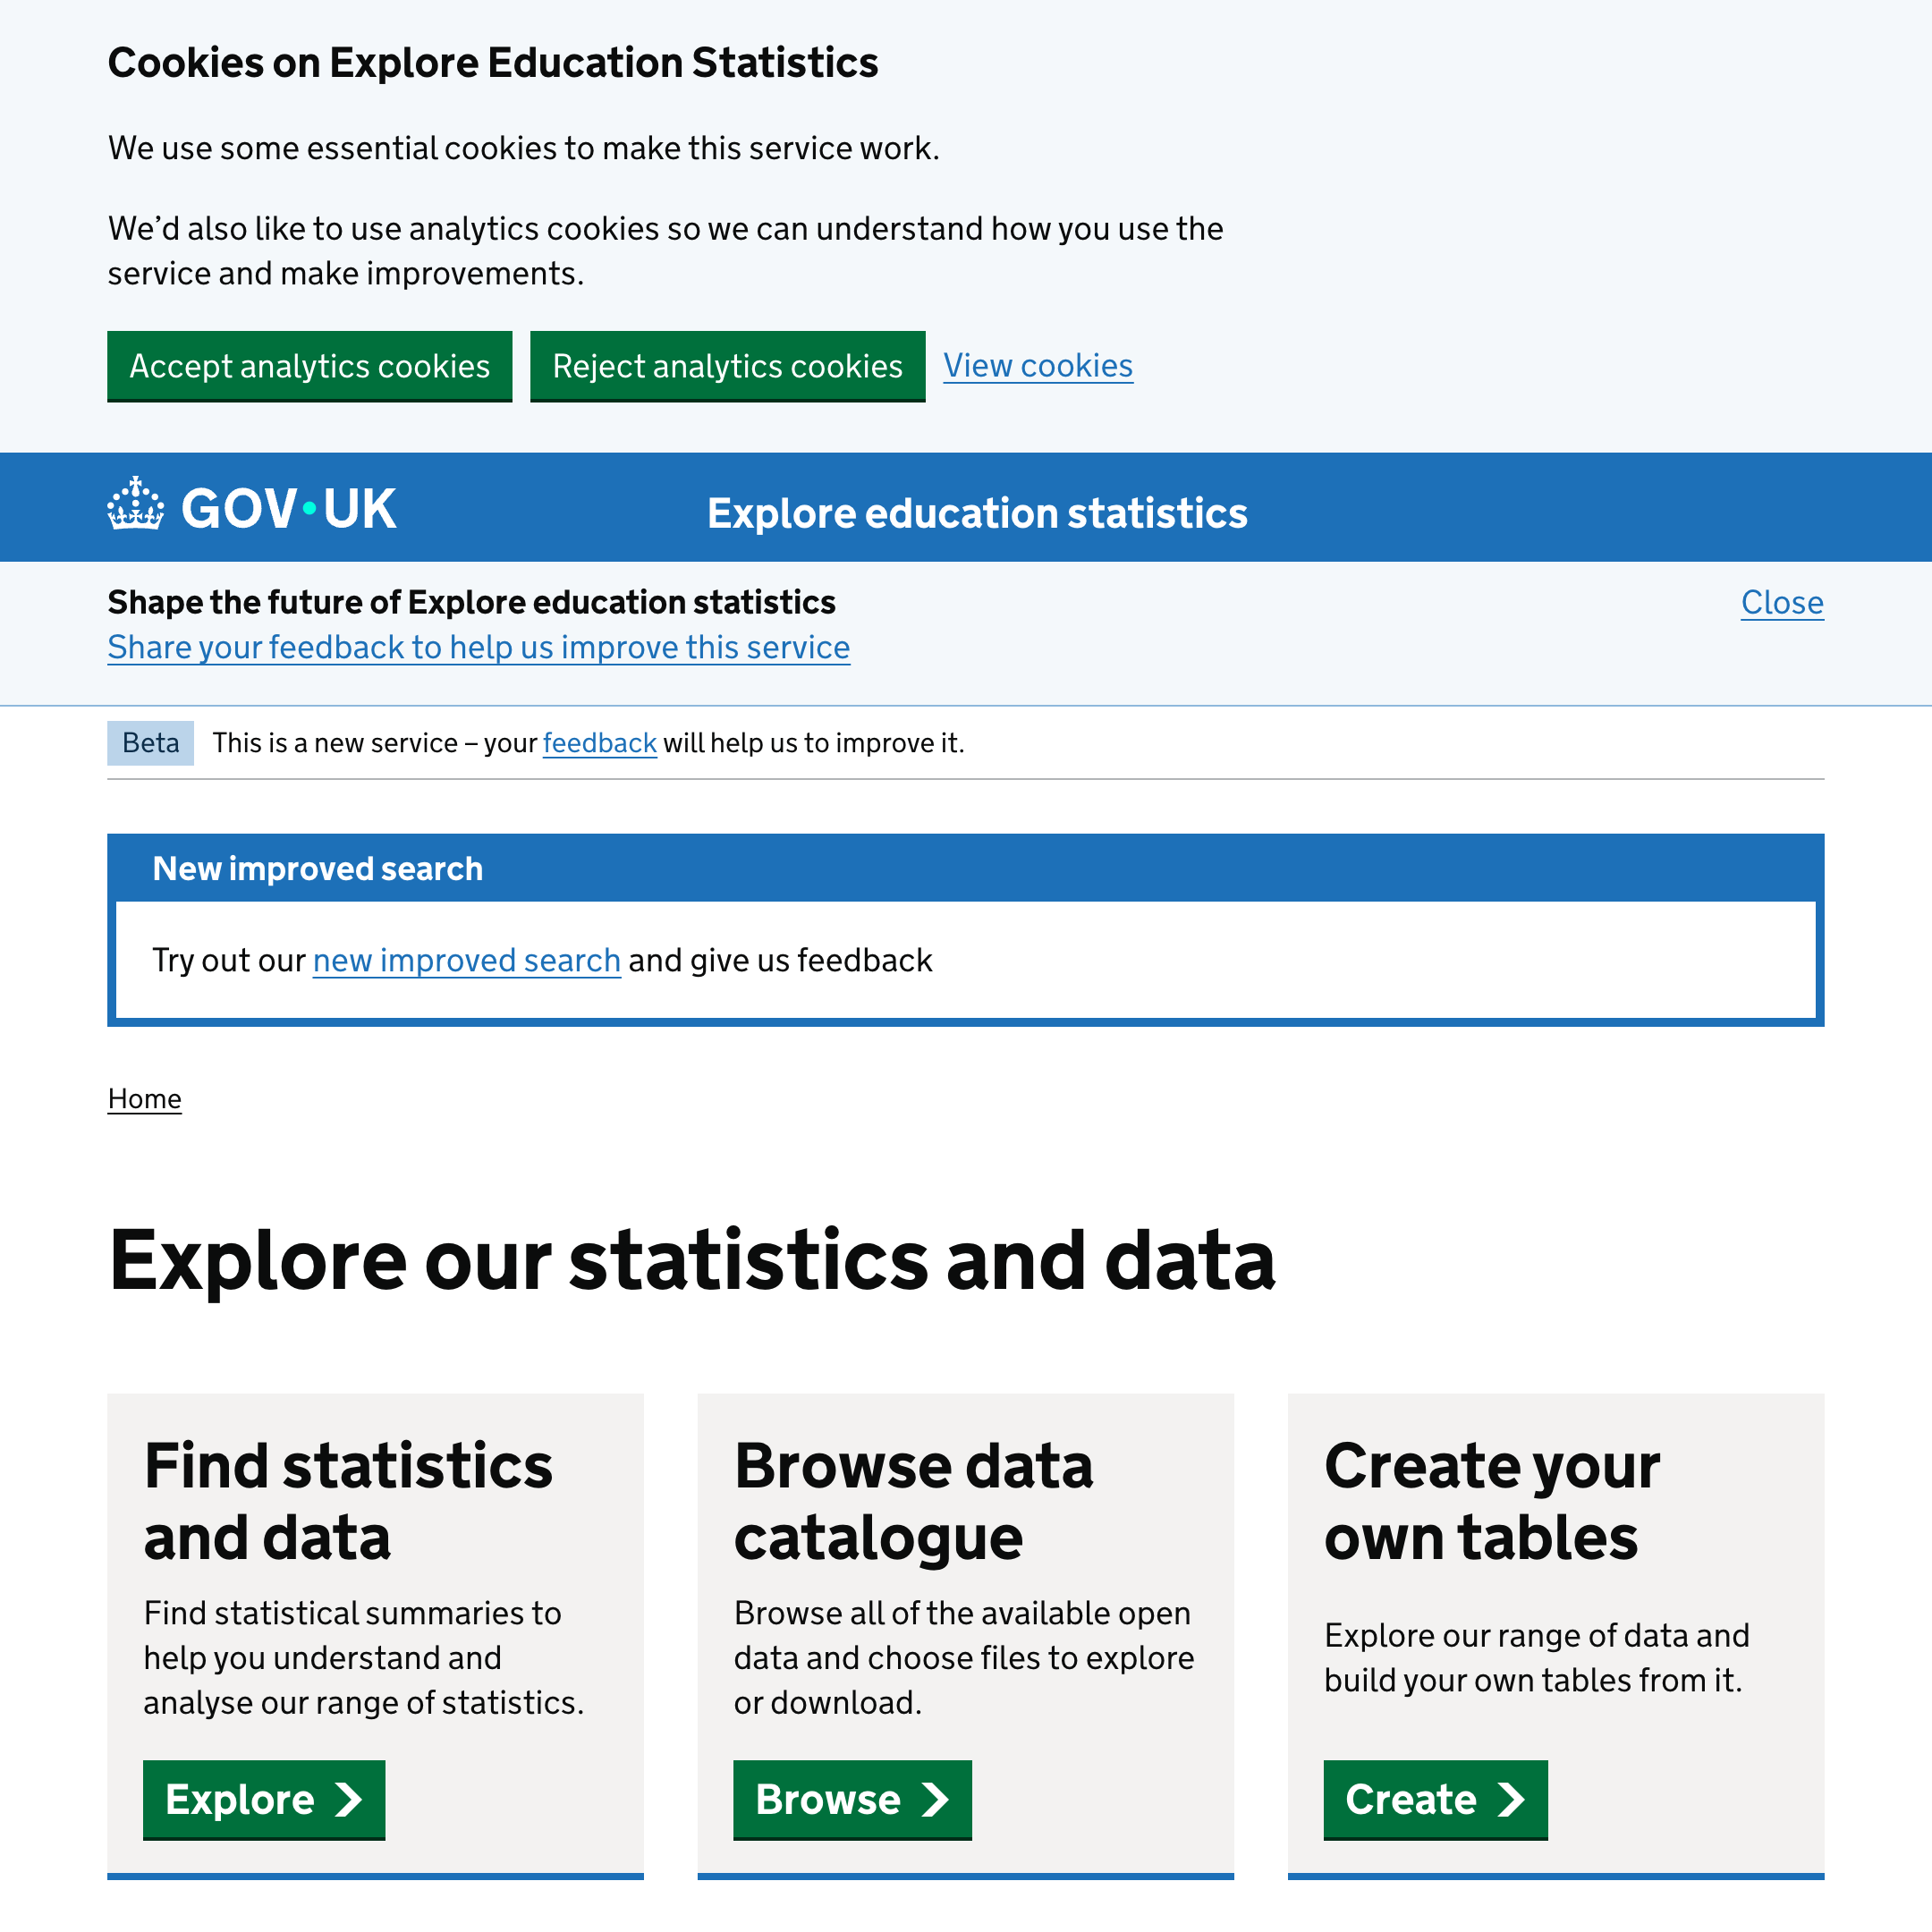 Cookies on Explore Education Statistics
We use some essential cookies to make this service work.
We’d also like to use analytics cookies so we can understand how you use the
service and make improvements.
Accept analytics cookies
Reject analytics cookies
View cookies
GOV·UK
Explore education statistics
Shape the future of Explore education statistics
Close
Share your feedback to help us improve this service
Beta
This is a new service – your feedback will help us to improve it.
New improved search
Try out our new improved search and give us feedback
Home
Explore our statistics and data
Find statistics
and data
Find statistical summaries to
help you understand and
analyse our range of statistics.
Explore
Browse data
catalogue
Browse all of the available open
data and choose files to explore
or download.
Browse
Create your
own tables
Explore our range of data and
build your own tables from it.
Create